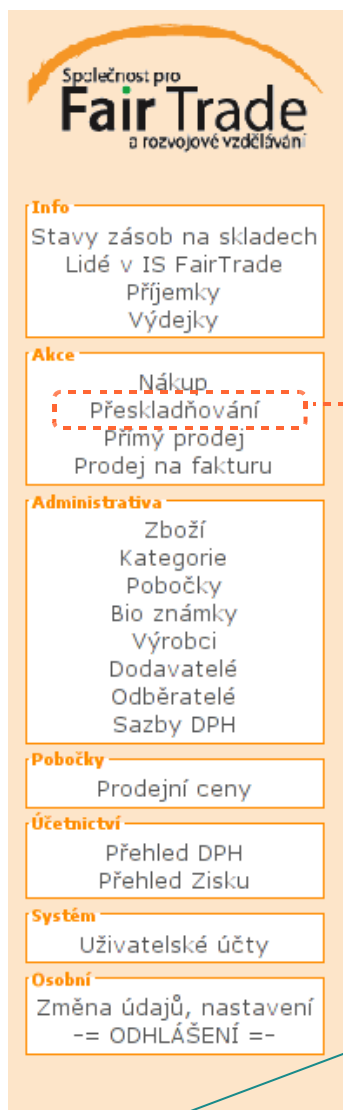 Společnost pro
Fair Trade
a rozvojové vzdělávání
Info
Stavy zásob na skladech
Lidé v IS FairTrade
Příjemky
Výdejky
Akce
Nákup
Přeskladňování
Přímý prodej
Prodej na fakturu
Administrativa
Zboží
Kategorie
Pobočky
Bio známky
Výrobci
Dodavatelé
Odběratelé
Sazby DPH
Pobočky
Prodejní ceny
Účetnictví
Přehled DPH
Přehled Zisku
Systém
Uživatelské účty
Osobní
Změna údajů, nastavení
-= ODHLÁŠENÍ =-